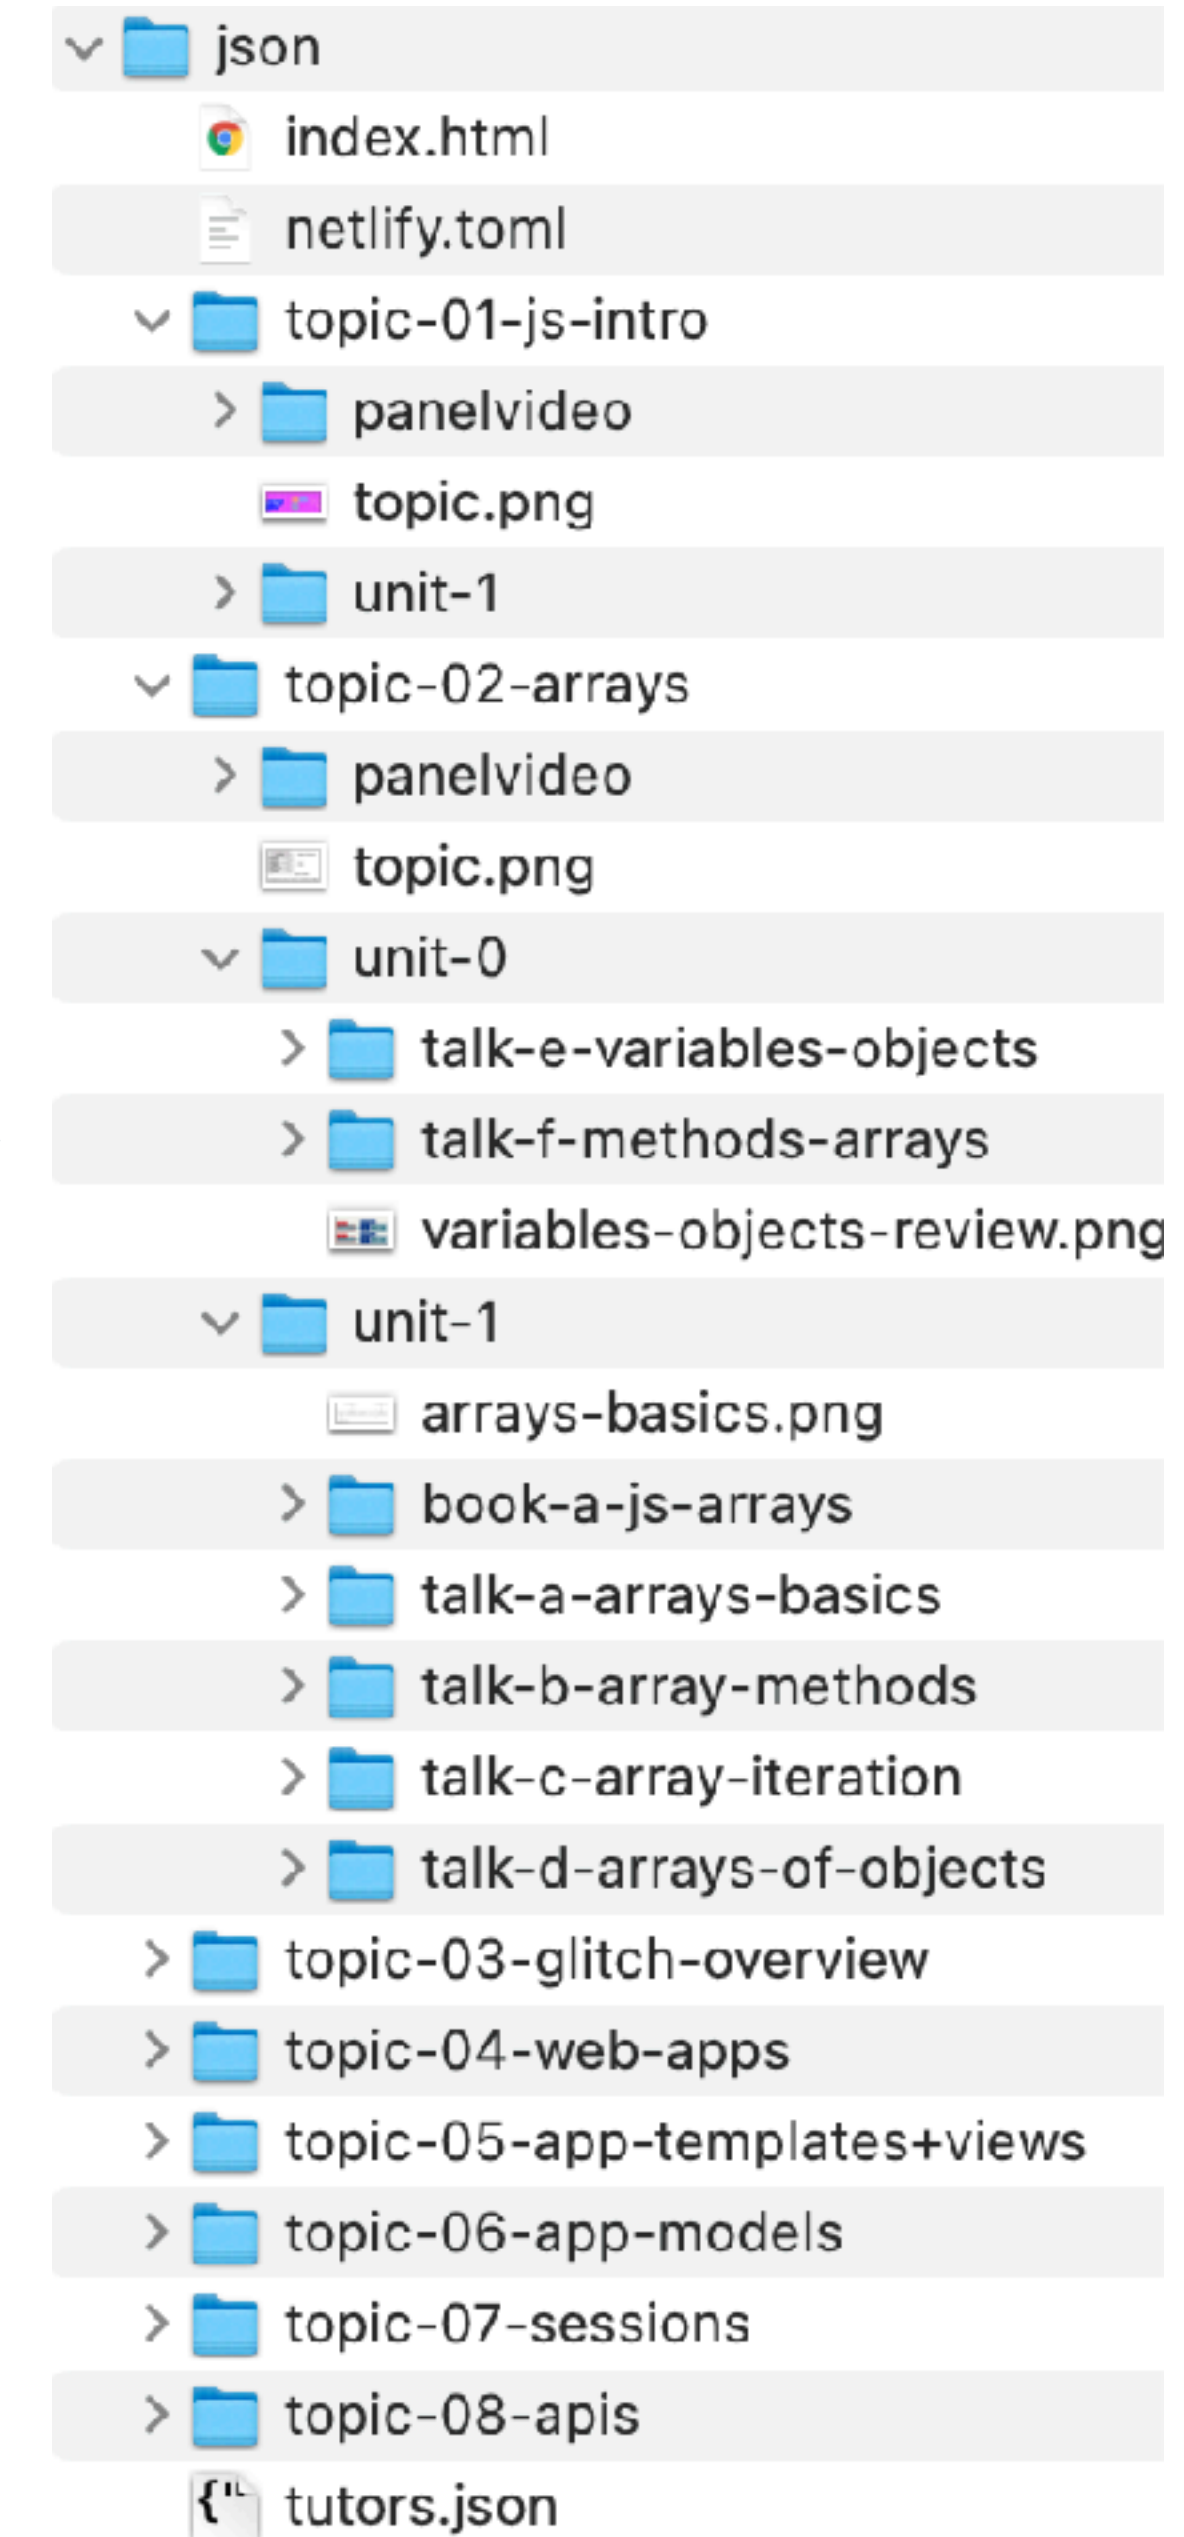 json
index.html
netlify.toml
topic-01-js-intro
panelvideo
topic.png
unit-1
topic-02-arrays
panelvideo
topic.png
unit-0
talk-e-variables-objects
talk-f-methods-arrays
variables-objects-review.png
unit-1
arrays-basics.png
book-a-js-arrays
talk-a-arrays-basics
talk-b-array-methods
talk-c-array-iteration
talk-d-arrays-of-objects
topic-03-glitch-overview
topic-04-web-apps
topic-05-app-templates+views
topic-06-app-models
topic-07-sessions
topic-08-apis
tutors.json